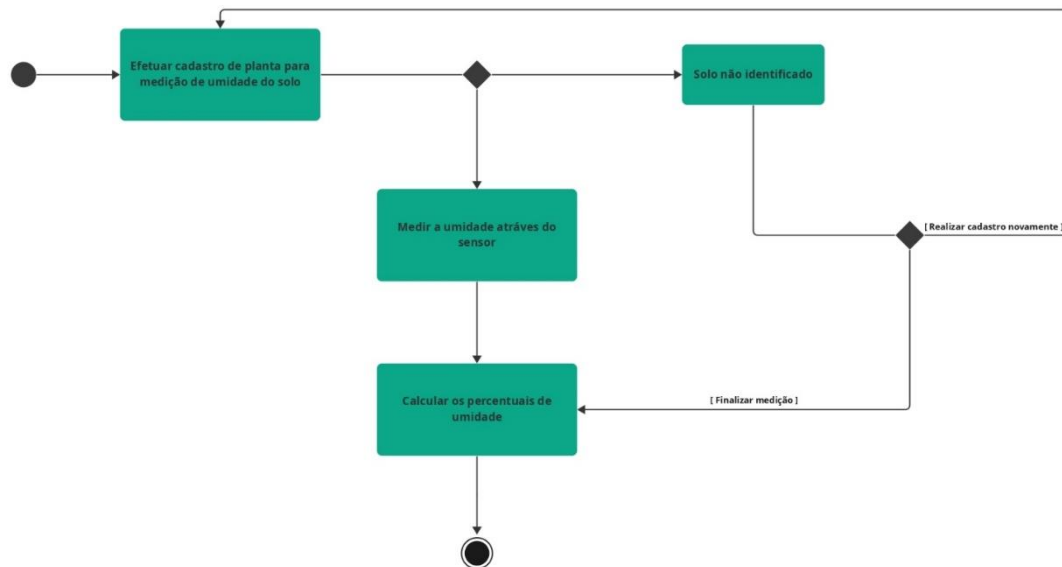 Efetuar cadastro de planta para
medição de umidade do solo
Solo não identificado
Medir a umidade atráves do
sensor
[ Realizar cadastro novamente ]
Calcular os percentuais de
umidade
[ Finalizar medição ]